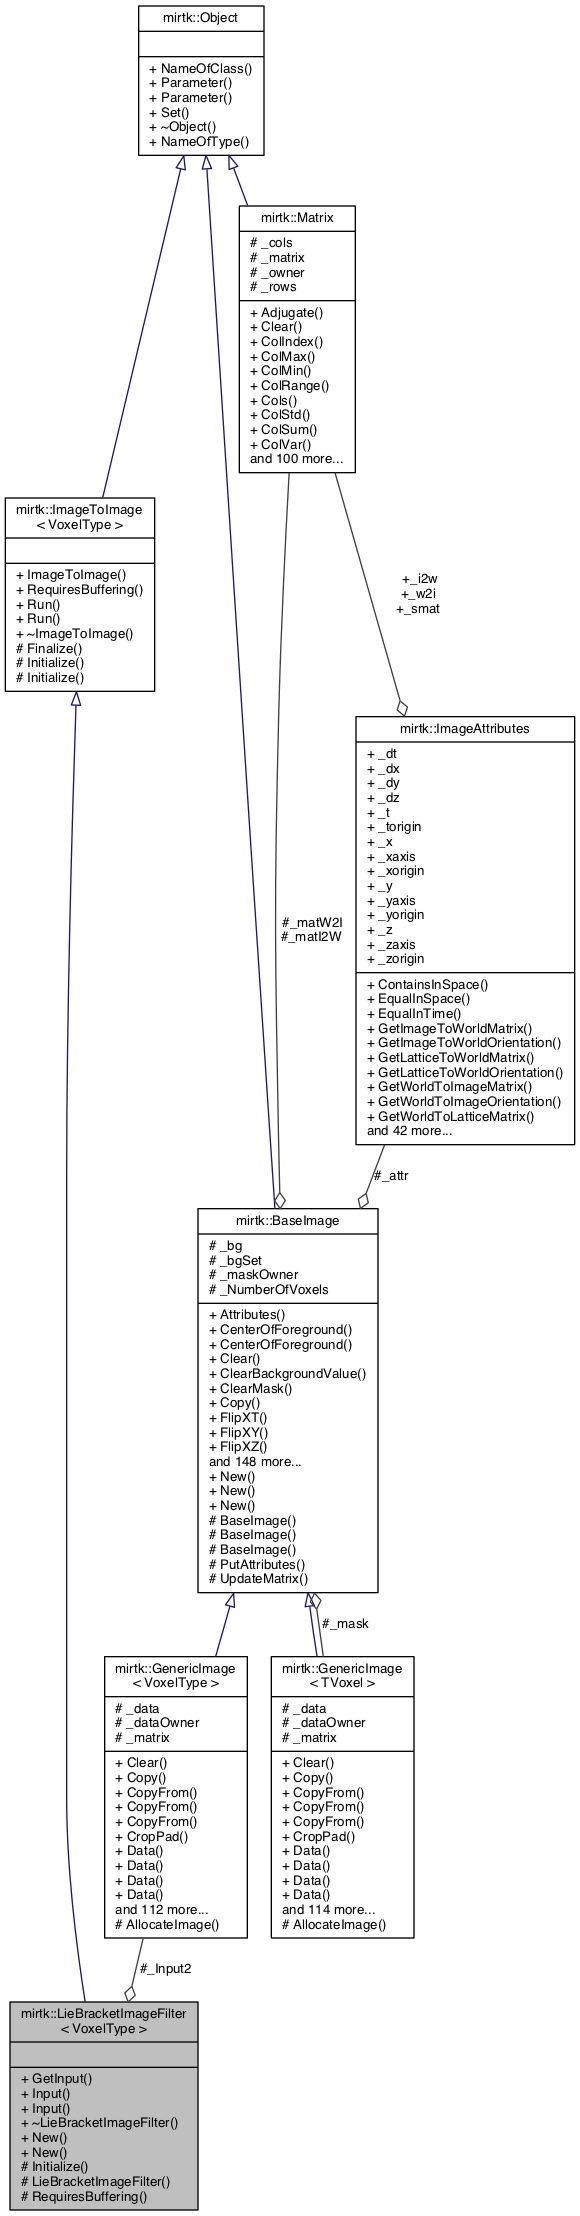 mirtk::Object
+ NameOfClass()
+ Parameter()
+ Parameter()
+ Set()
+ ~Object()
+ NameOfType()
mirtk::Matrix
# _cols
# _matrix
# _owner
# _rows
+ Adjugate()
+ Clear()
+ ColIndex()
+ ColMax()
+ ColMin()
+ ColRange()
+ Cols()
+ ColStd()
+ ColSum()
+ ColVar()
and 100 more...
mirtk::ImageToImage
< VoxelType >
+ ImageToImage()
+ RequiresBuffering()
+ Run()
+ Run()
+ ~ImageToImage()
# Finalize()
# Initialize()
# Initialize()
+_i2w
+_w2i
+_smat
mirtk::ImageAttributes
+ _dt
+ _dx
+ _dy
+ _dz
+ _t
+ _torigin
+ _x
+ _xaxis
+ _xorigin
+ _y
+ _yaxis
+ _yorigin
+ _z
+ _zaxis
+ _zorigin
+ ContainsInSpace()
+ EqualInSpace()
+ EqualInTime()
+ GetImageToWorldMatrix()
+ GetImageToWorldOrientation()
+ GetLatticeToWorldMatrix()
+ GetLatticeToWorldOrientation()
+ GetWorldToImageMatrix()
+ GetWorldToImageOrientation()
+ GetWorldToLatticeMatrix()
and 42 more...
#_matW2I
#_matI2W
#_attr
mirtk::BaseImage
# _bg
# _bgSet
# _maskOwner
# _NumberOfVoxels
+ Attributes()
+ CenterOfForeground()
+ CenterOfForeground()
+ Clear()
+ ClearBackgroundValue()
+ ClearMask()
+ Copy()
+ FlipXT()
+ FlipXY()
+ FlipXZ()
and 148 more...
+ New()
+ New()
+ New()
# BaseImage()
# BaseImage()
# BaseImage()
# PutAttributes()
# UpdateMatrix()
#_mask
mirtk::GenericImage
< VoxelType >
# _data
# _dataOwner
# _matrix
+ Clear()
+ Copy()
+ CopyFrom()
+ CopyFrom()
+ CopyFrom()
+ CropPad()
+ Data()
+ Data()
+ Data()
+ Data()
and 112 more...
# AllocateImage()
mirtk::GenericImage
< TVoxel >
# _data
# _dataOwner
# _matrix
+ Clear()
+ Copy()
+ CopyFrom()
+ CopyFrom()
+ CopyFrom()
+ CropPad()
+ Data()
+ Data()
+ Data()
+ Data()
and 114 more...
# AllocateImage()
#_Input2
mirtk::LieBracketImageFilter
< VoxelType >
+ GetInput()
+ Input()
+ Input()
+ ~LieBracketImageFilter()
+ New()
+ New()
# Initialize()
# LieBracketImageFilter()
# RequiresBuffering()